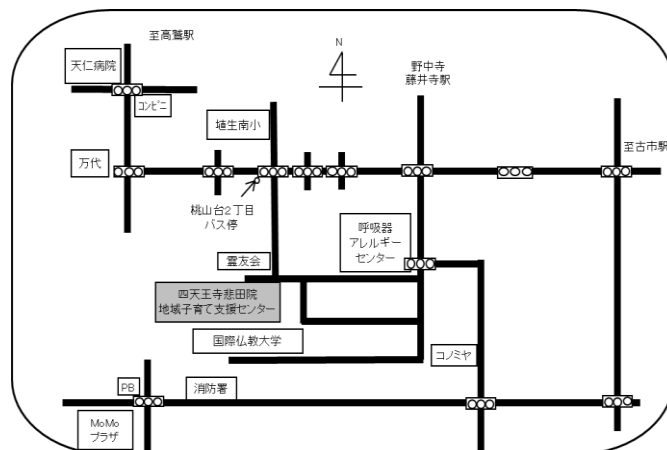 至高鷲駅
N
天仁病院
野中寺
藤井寺駅
コンビニ
埴生南小
至古市駅
万代
桃山台2丁目
バス停
呼吸器
アレルギー
センター
霊友会
四天王寺悲田院
地域子育て支援センター
国際仏教大学
コノミヤ
PB
消防署
MoMo
プラザ